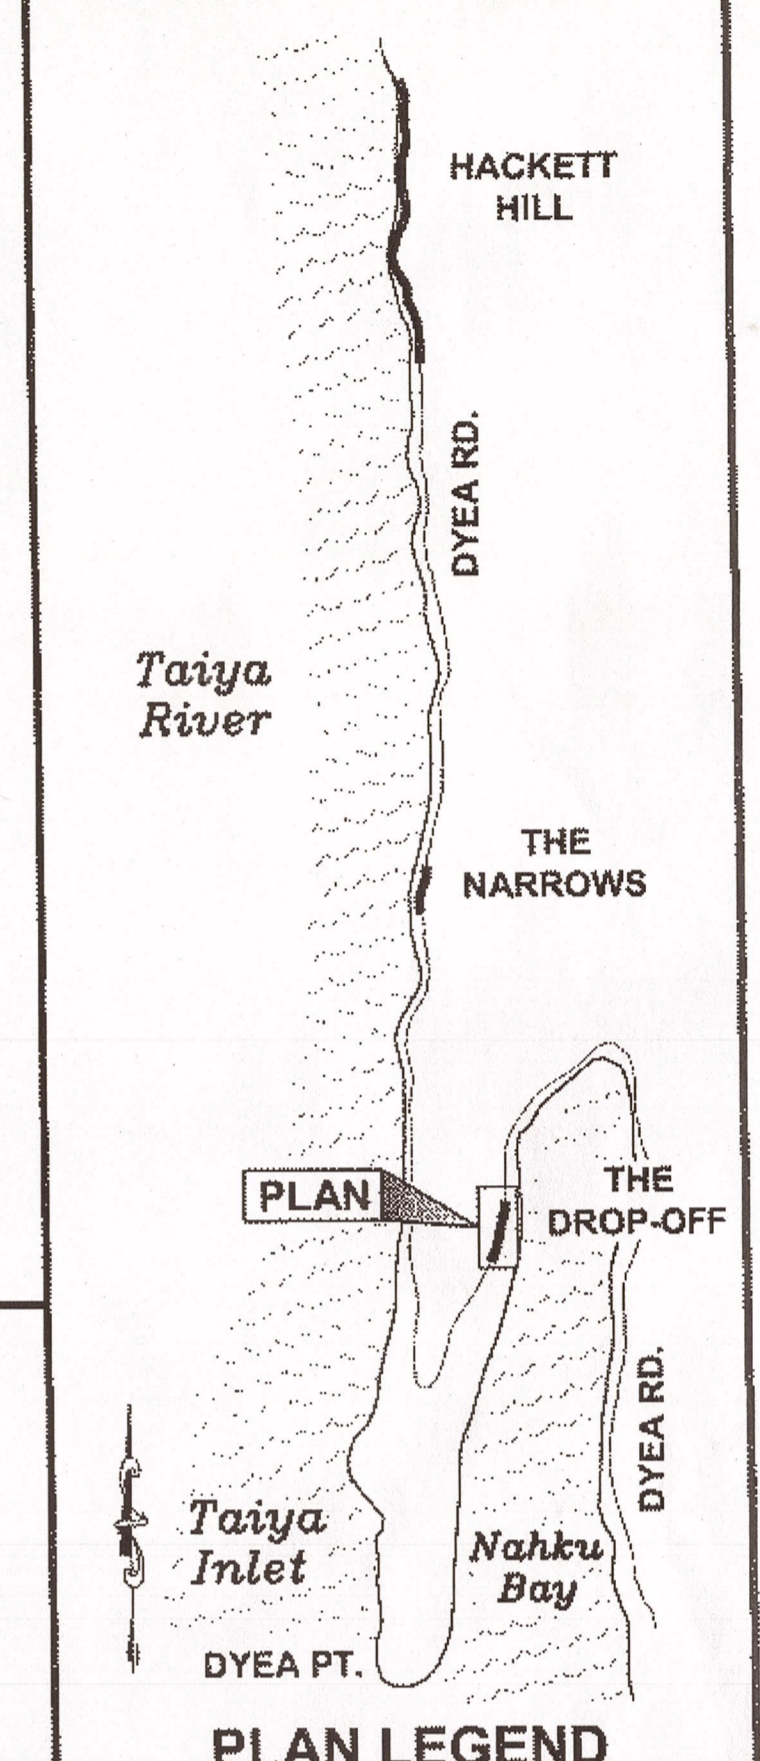 HACKETT
HILL
DYEA RD.
Taiya
River
THE
NARROWS
PLAN
THE
DROP-OFF
DYEA RD.
Taiya
Inlet
Nahku
Bay
DYEA PT.
PLAN LEGEND